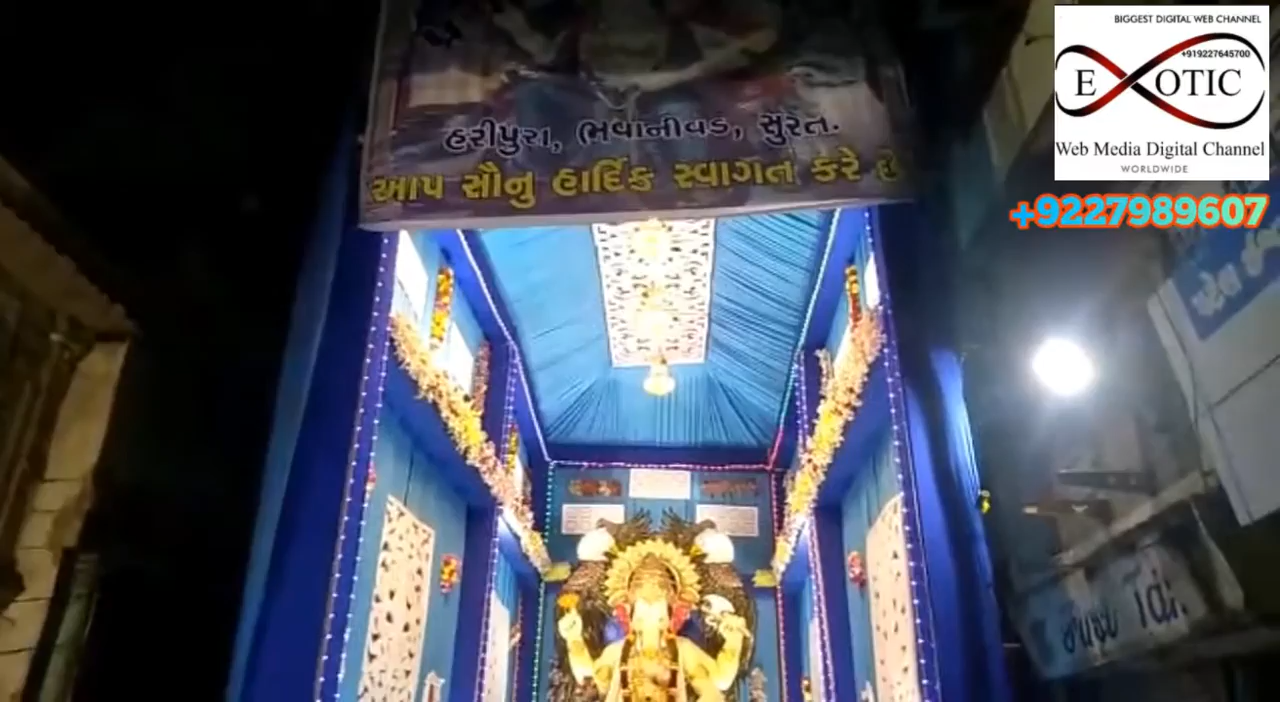 BIGGEST DIGITAL WEB CHANNEL
+919227645700
EXOTIC
Web Media Digital Channel
WORLDWIDE
+9227989607
હરીપુરા, ભવાનીવડ, સુરત.
આપ સૌનુ હાર્દિક સ્વાગત કરે છે